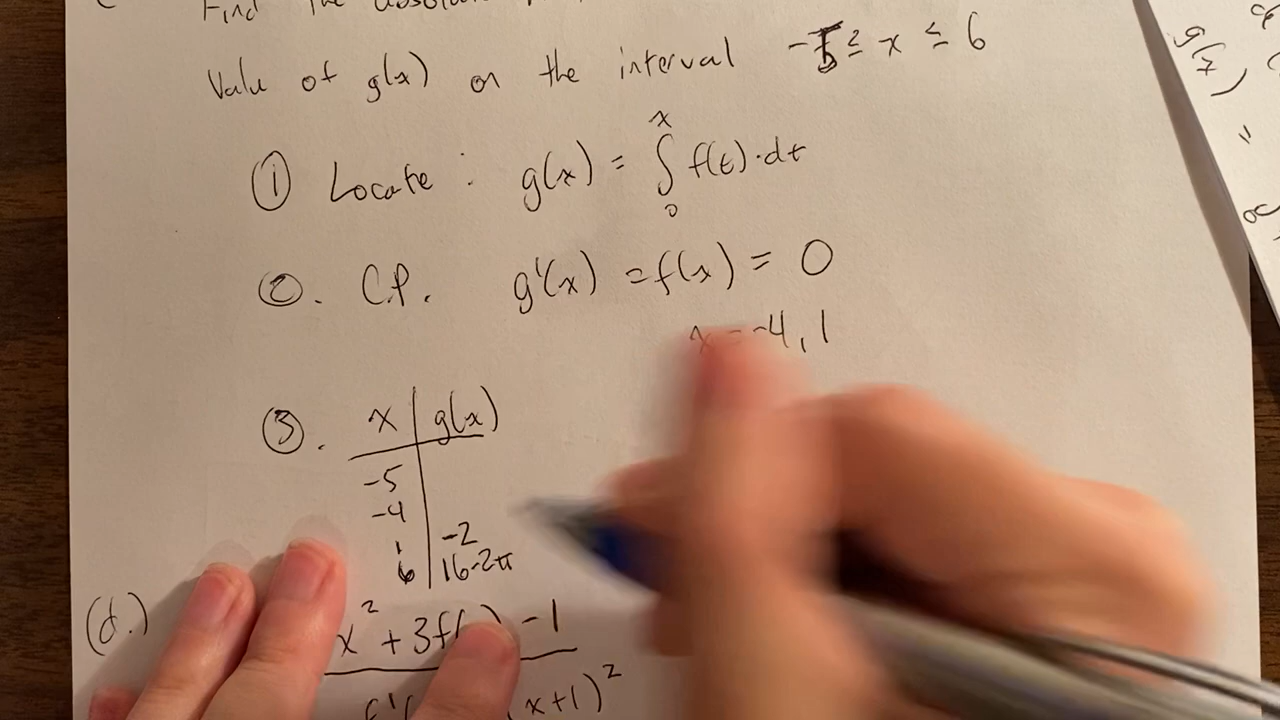 Find the absolute
Value of g(x) on the interval -5 ≤ x ≤ 6
① Locate : g(x) = ∫₀ˣ f(t)·dt
②. C.P. g'(x) = f(x) = 0
x = -4, 1
③. x | g(x)
-5
-4
1 | -2
6 | 16-2π
(d.) x² + 3f( ) -1
f'( x+1)²
g(x) =